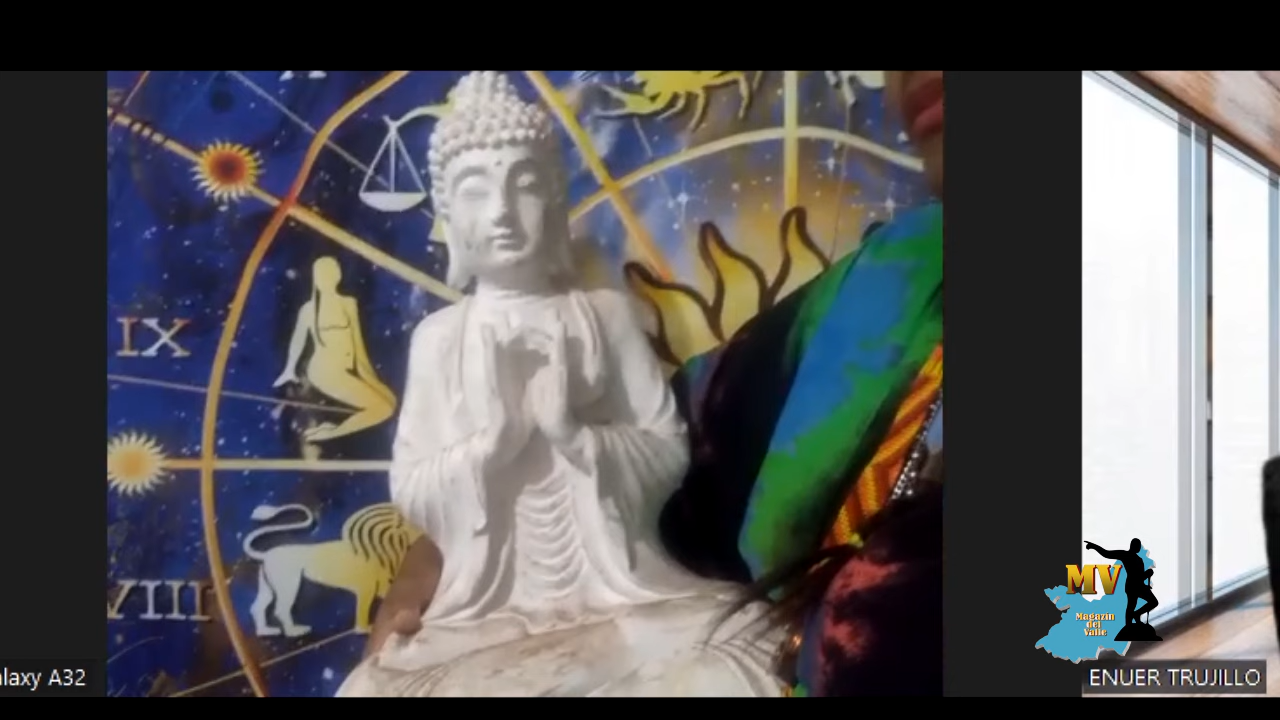 IX
VIII
laxy A32
MV
Magazín
del
Valle
ENUER TRUJILLO